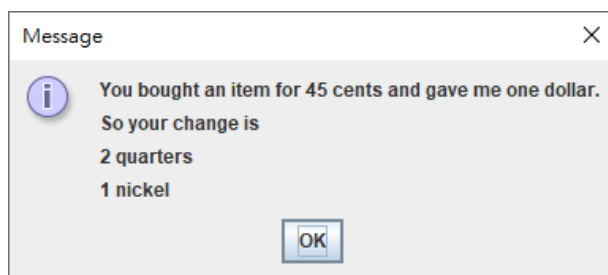 Message
You bought an item for 45 cents and gave me one dollar.
So your change is
2 quarters
1 nickel
OK